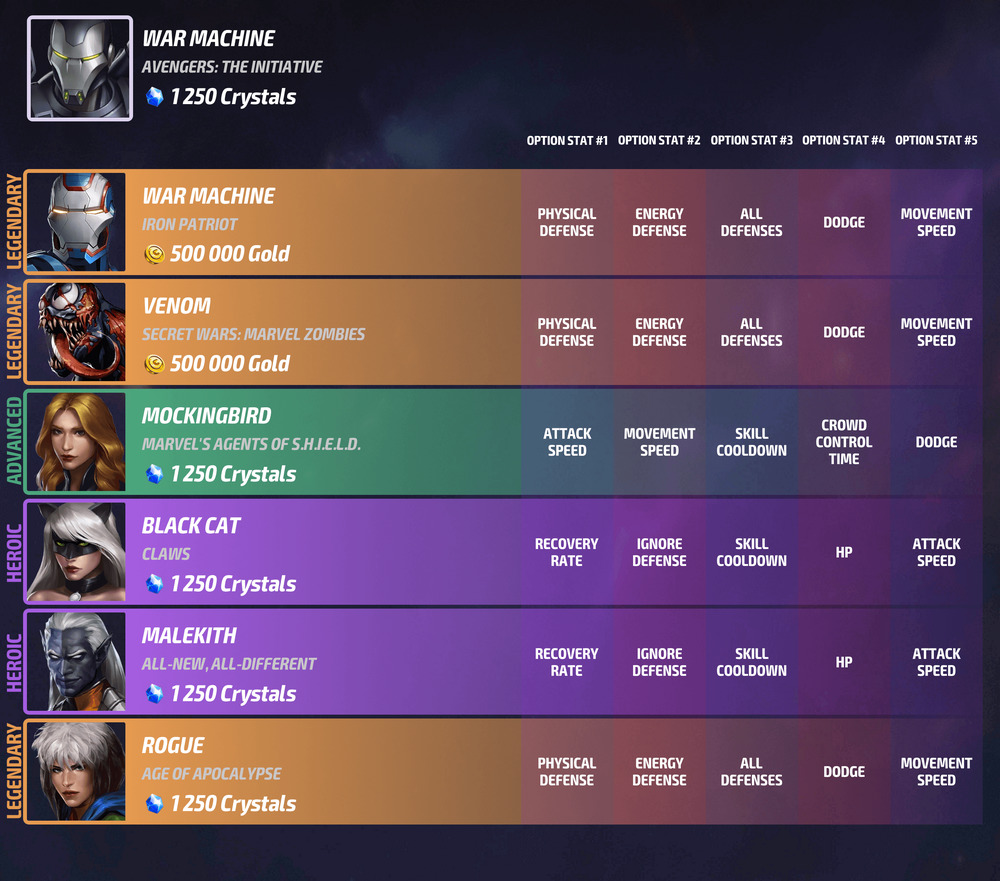 WAR MACHINE
AVENGERS: THE INITIATIVE
1 250 Crystals
OPTION STAT #1 OPTION STAT #2 OPTION STAT #3 OPTION STAT #4 OPTION STAT #5
LEGENDARY
WAR MACHINE
IRON PATRIOT
500 000 Gold
PHYSICAL
DEFENSE
ENERGY
DEFENSE
ALL
DEFENSES
DODGE
MOVEMENT
SPEED
LEGENDARY
VENOM
SECRET WARS: MARVEL ZOMBIES
500 000 Gold
PHYSICAL
DEFENSE
ENERGY
DEFENSE
ALL
DEFENSES
DODGE
MOVEMENT
SPEED
ADVANCED
MOCKINGBIRD
MARVEL'S AGENTS OF S.H.I.E.L.D.
1 250 Crystals
ATTACK
SPEED
MOVEMENT
SPEED
SKILL
COOLDOWN
CROWD
CONTROL
TIME
DODGE
HEROIC
BLACK CAT
CLAWS
1 250 Crystals
RECOVERY
RATE
IGNORE
DEFENSE
SKILL
COOLDOWN
HP
ATTACK
SPEED
HEROIC
MALEKITH
ALL-NEW, ALL-DIFFERENT
1 250 Crystals
RECOVERY
RATE
IGNORE
DEFENSE
SKILL
COOLDOWN
HP
ATTACK
SPEED
LEGENDARY
ROGUE
AGE OF APOCALYPSE
1 250 Crystals
PHYSICAL
DEFENSE
ENERGY
DEFENSE
ALL
DEFENSES
DODGE
MOVEMENT
SPEED